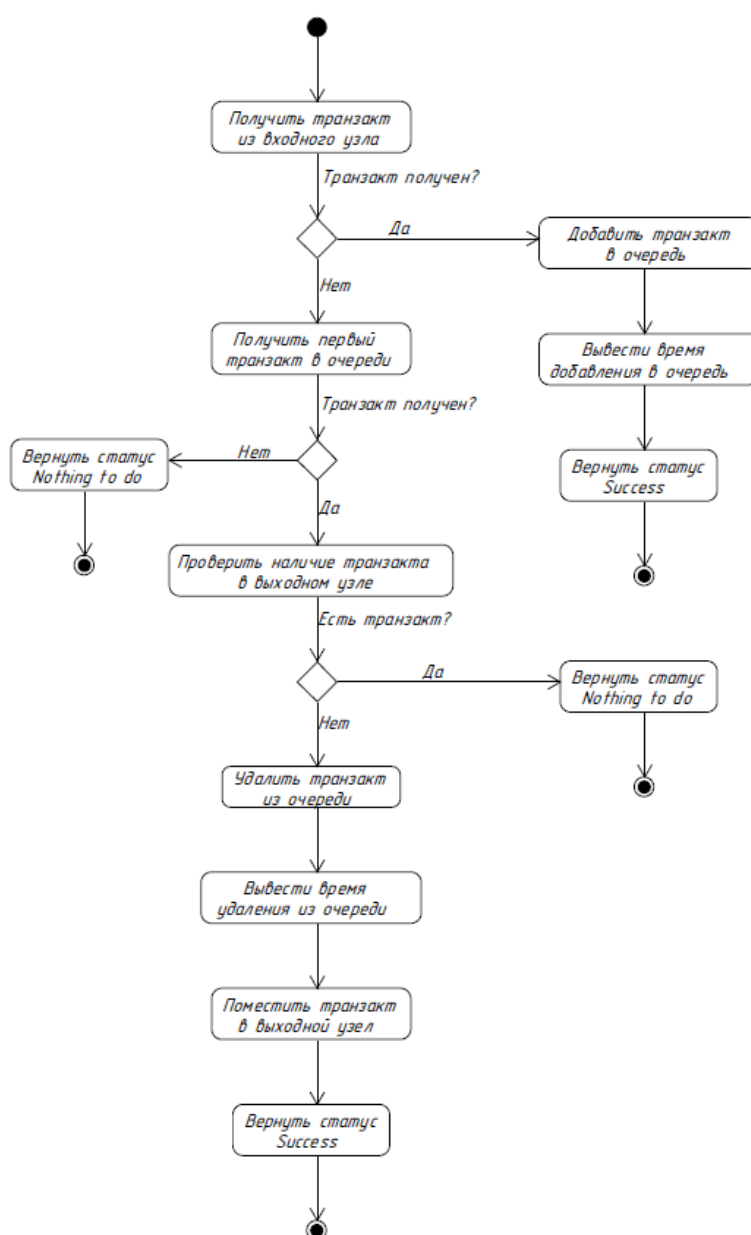 Получить транзакт
из входного узла
Транзакт получен?
Да
Добавить транзакт
в очередь
Нет
Получить первый
транзакт в очереди
Вывести время
добавления в очередь
Транзакт получен?
Вернуть статус
Nothing to do
Нет
Вернуть статус
Success
Да
Проверить наличие транзакта
в выходном узле
Есть транзакт?
Да
Вернуть статус
Nothing to do
Нет
Удалить транзакт
из очереди
Вывести время
удаления из очереди
Поместить транзакт
в выходной узел
Вернуть статус
Success